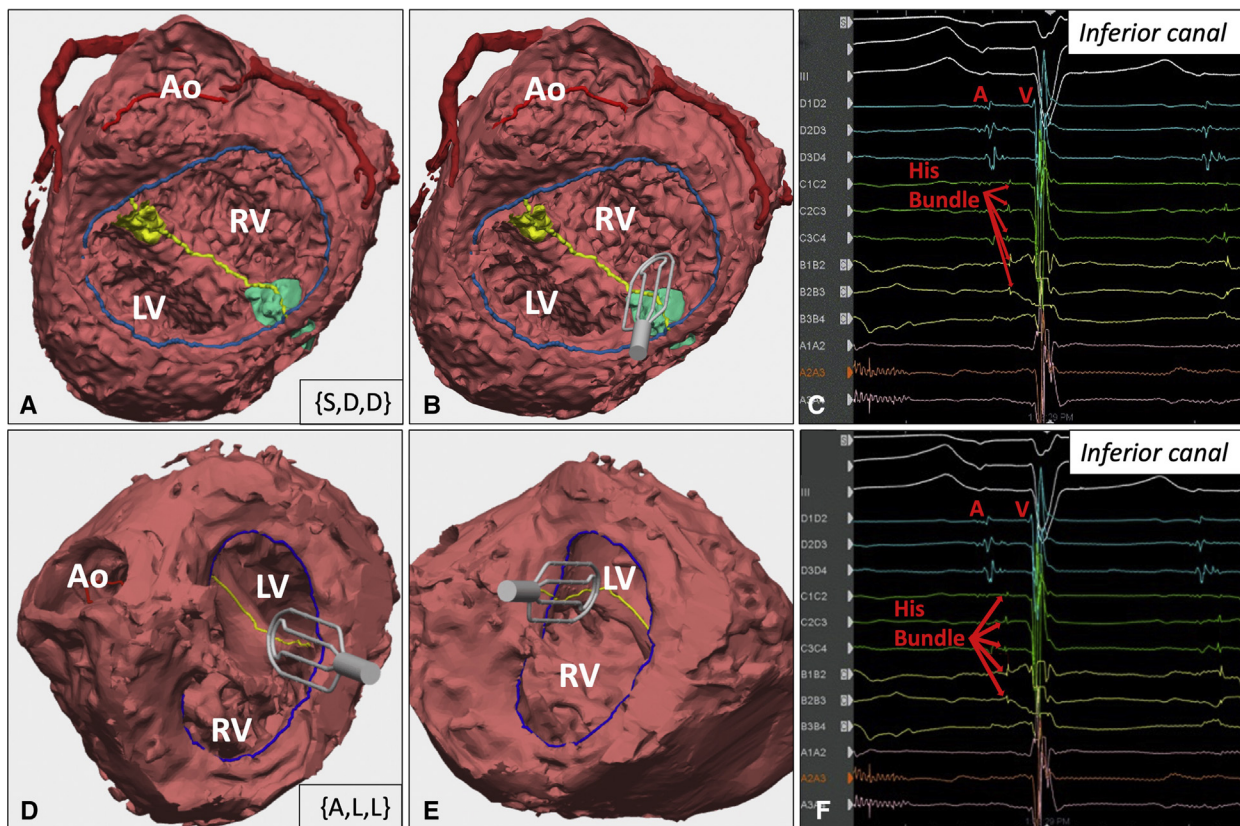 Ao
RV
LV
A
{S,D,D}
Ao
RV
LV
B
Inferior canal
S
III
A V
D1D2
D2D3
D3D4
His
Bundle
C1C2
C2C3
C3C4
B1B2 C
B2B3 C
B3B4 C
A1A2
A2A3
C
Ao
LV
RV
D
{A,L,L}
LV
RV
E
Inferior canal
S
III
A V
D1D2
D2D3
D3D4
His
Bundle
C1C2
C2C3
C3C4
B1B2 C
B2B3 C
B3B4
A1A2
A2A3
F